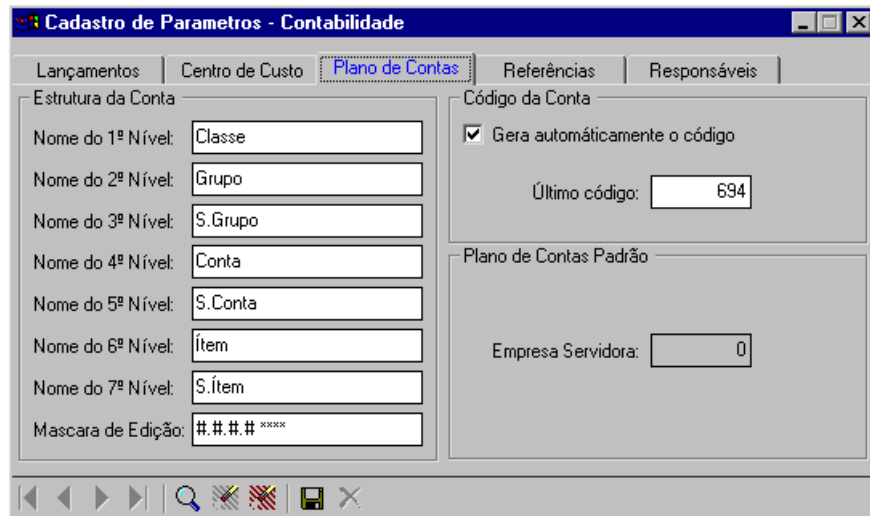 Cadastro de Parametros - Contabilidade
Lançamentos
Centro de Custo
Plano de Contas
Referências
Responsáveis
Estrutura da Conta
Nome do 1º Nível: Classe
Nome do 2º Nível: Grupo
Nome do 3º Nível: S.Grupo
Nome do 4º Nível: Conta
Nome do 5º Nível: S.Conta
Nome do 6º Nível: Ítem
Nome do 7º Nível: S.Ítem
Mascara de Edição: #.#.#.# ****
Código da Conta
Gera automáticamente o código
Último código: 694
Plano de Contas Padrão
Empresa Servidora: 0